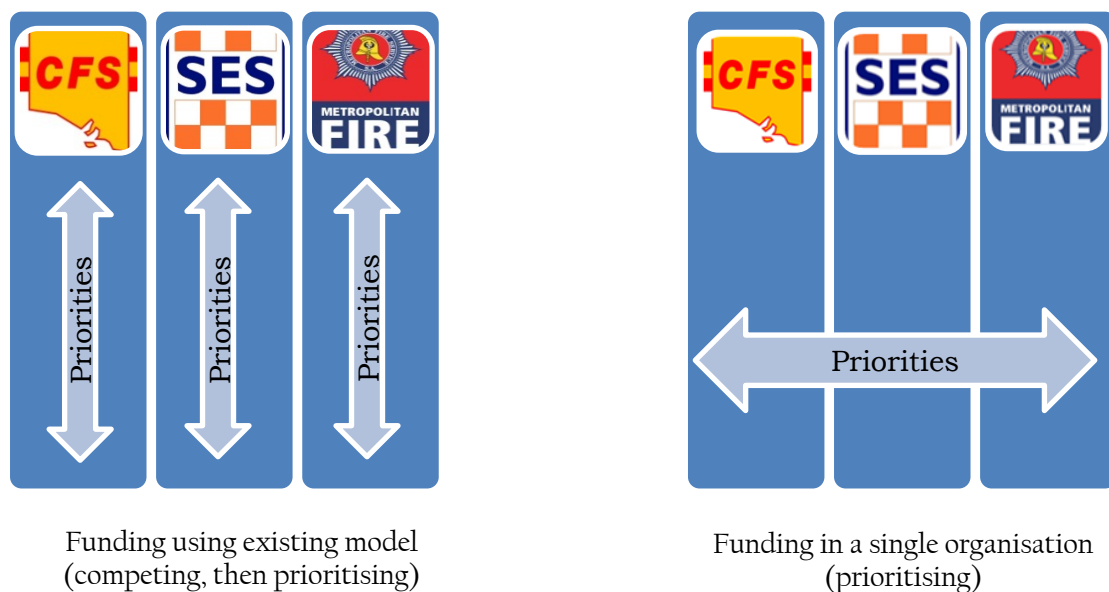 CFS
SES
METROPOLITAN
FIRE
Priorities
Priorities
Priorities
Funding using existing model
(competing, then prioritising)
CFS
SES
METROPOLITAN
FIRE
Priorities
Funding in a single organisation
(prioritising)